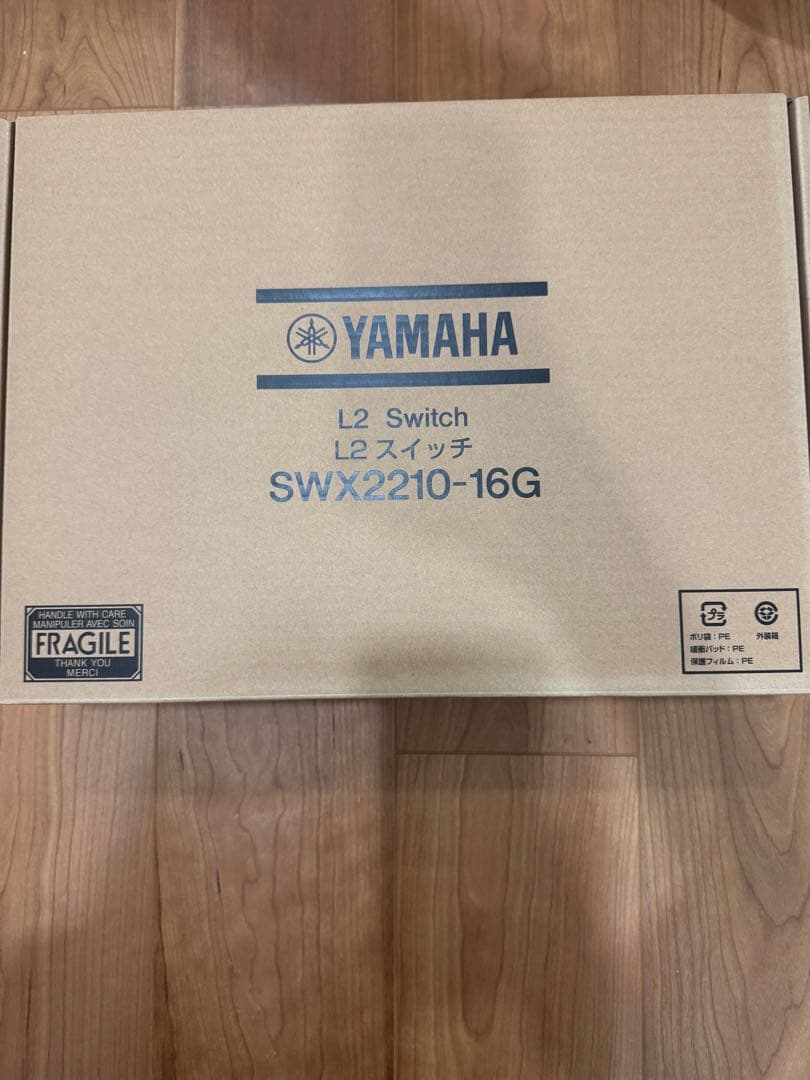 YAMAHA
L2 Switch
L2スイッチ
SWX2210-16G
HANDLE WITH CARE
MANIPULER AVEC SOIN
FRAGILE
THANK YOU
MERCI
プラ
ポリ袋:PE
緩衝パッド:PE
保護フィルム:PE
外装箱